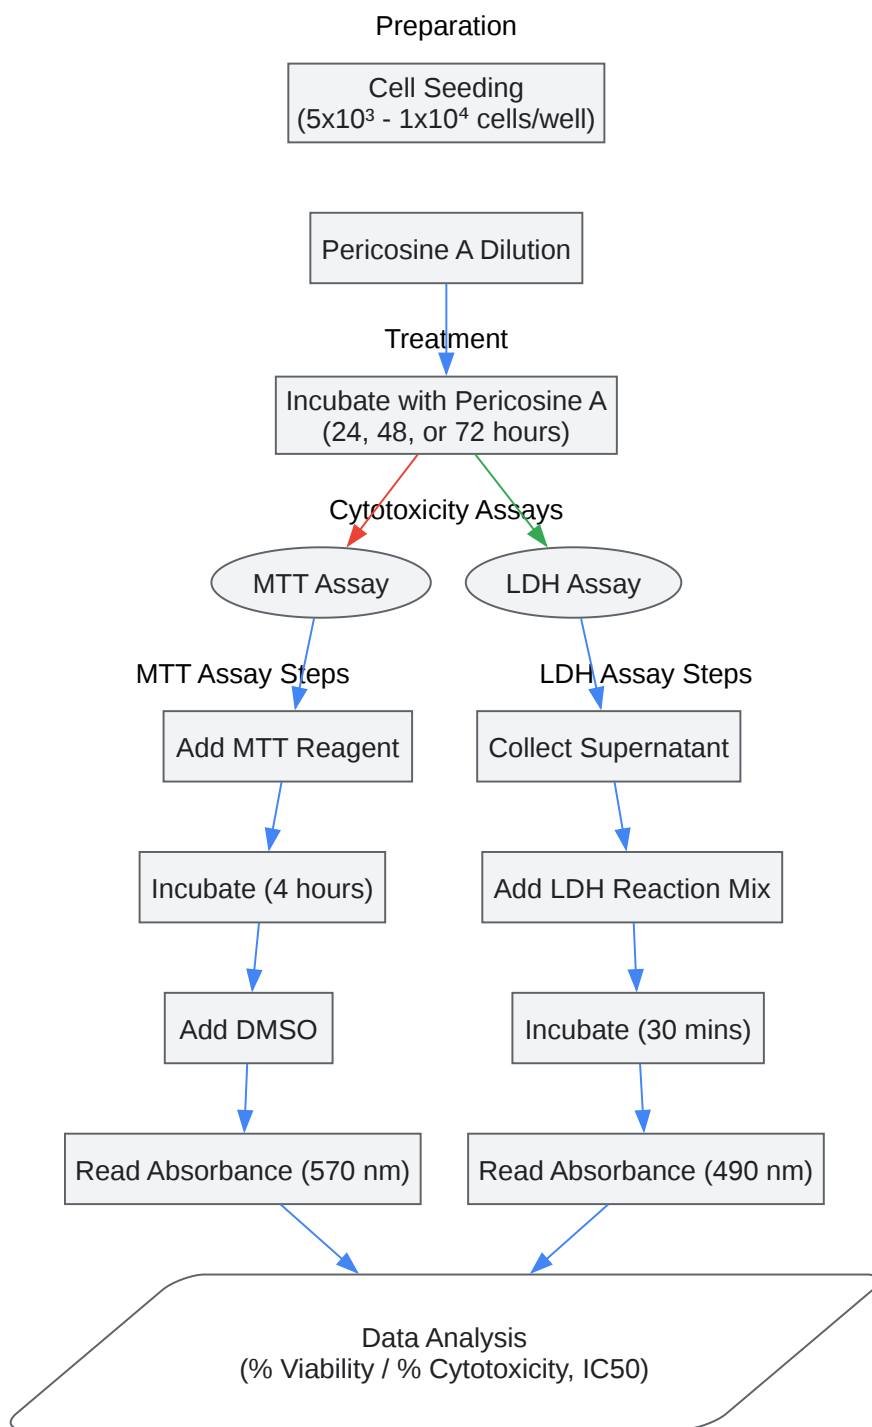 Preparation
Cell Seeding
(5x10³ - 1x10⁴ cells/well)
Pericosine A Dilution
Treatment
Incubate with Pericosine A
(24, 48, or 72 hours)
Cytotoxicity Assays
MTT Assay
LDH Assay
MTT Assay Steps
LDH Assay Steps
Add MTT Reagent
Collect Supernatant
Incubate (4 hours)
Add LDH Reaction Mix
Add DMSO
Incubate (30 mins)
Read Absorbance (570 nm)
Read Absorbance (490 nm)
Data Analysis
(% Viability / % Cytotoxicity, IC50)